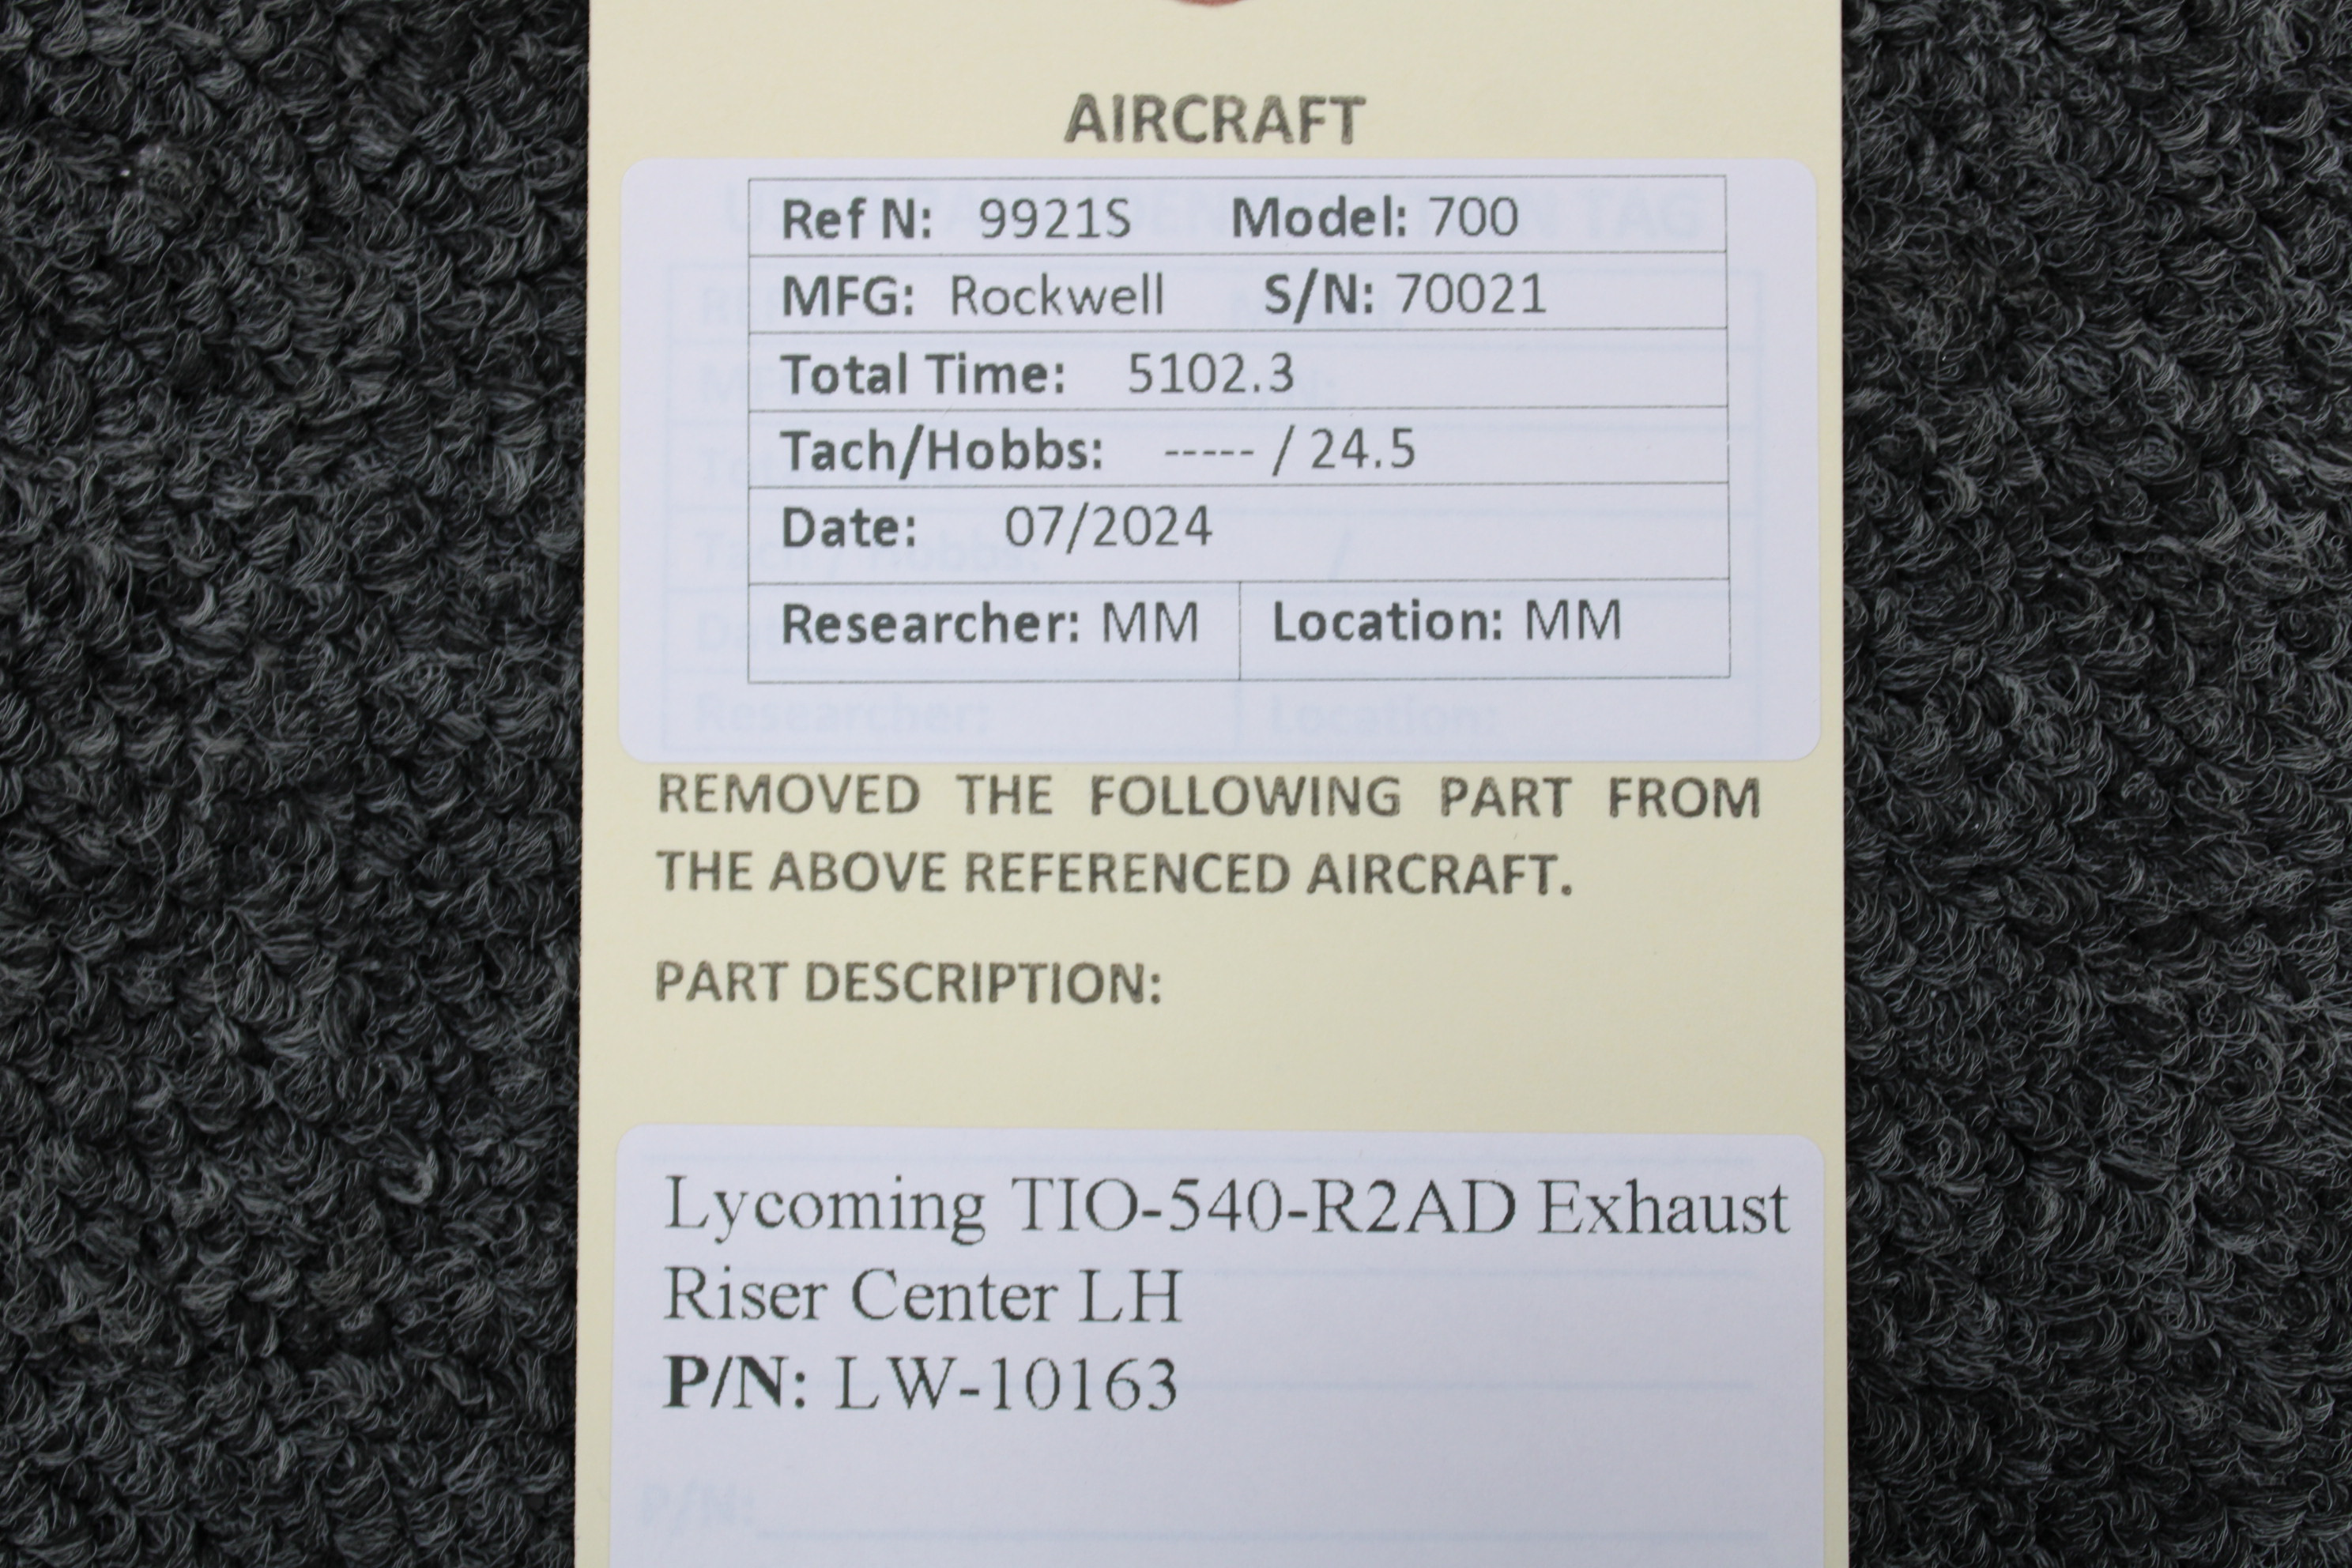 AIRCRAFT
Ref N: 9921S Model: 700
MFG: Rockwell S/N: 70021
Total Time: 5102.3
Tach/Hobbs: ----- / 24.5
Date: 07/2024
Researcher: MM Location: MM
REMOVED THE FOLLOWING PART FROM
THE ABOVE REFERENCED AIRCRAFT.
PART DESCRIPTION:
Lycoming TIO-540-R2AD Exhaust
Riser Center LH
P/N: LW-10163
P/N: